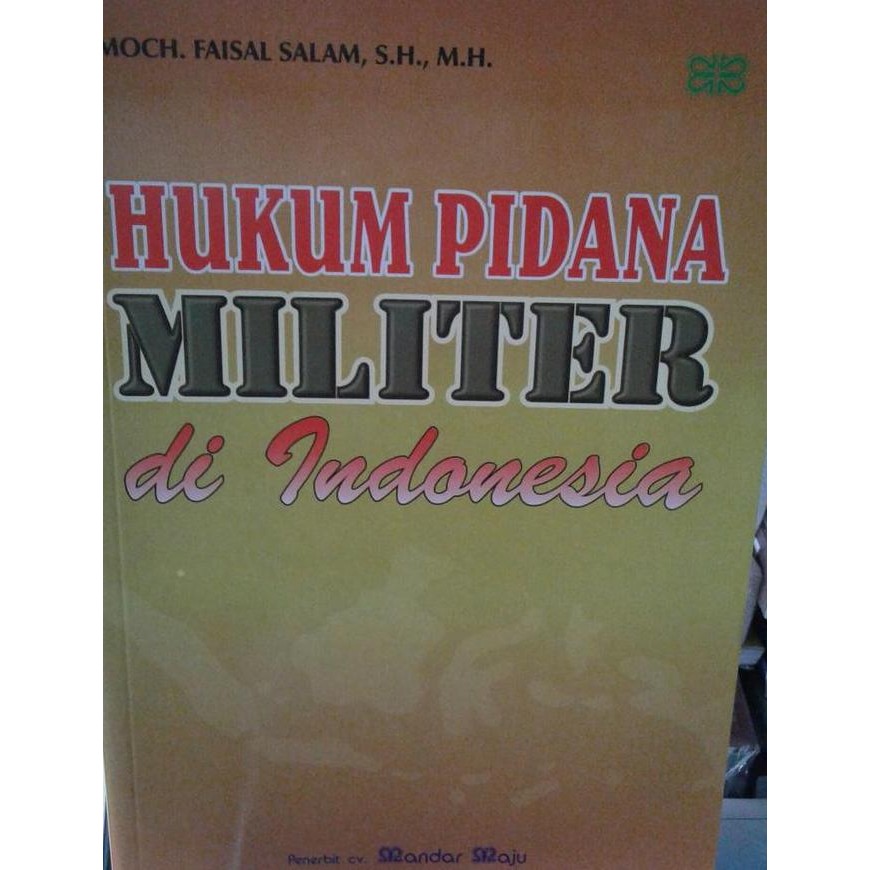 MOCH. FAISAL SALAM, S.H., M.H.
HUKUM PIDANA
MILITER
di Indonesia
Penerbit cv. Mandar Maju